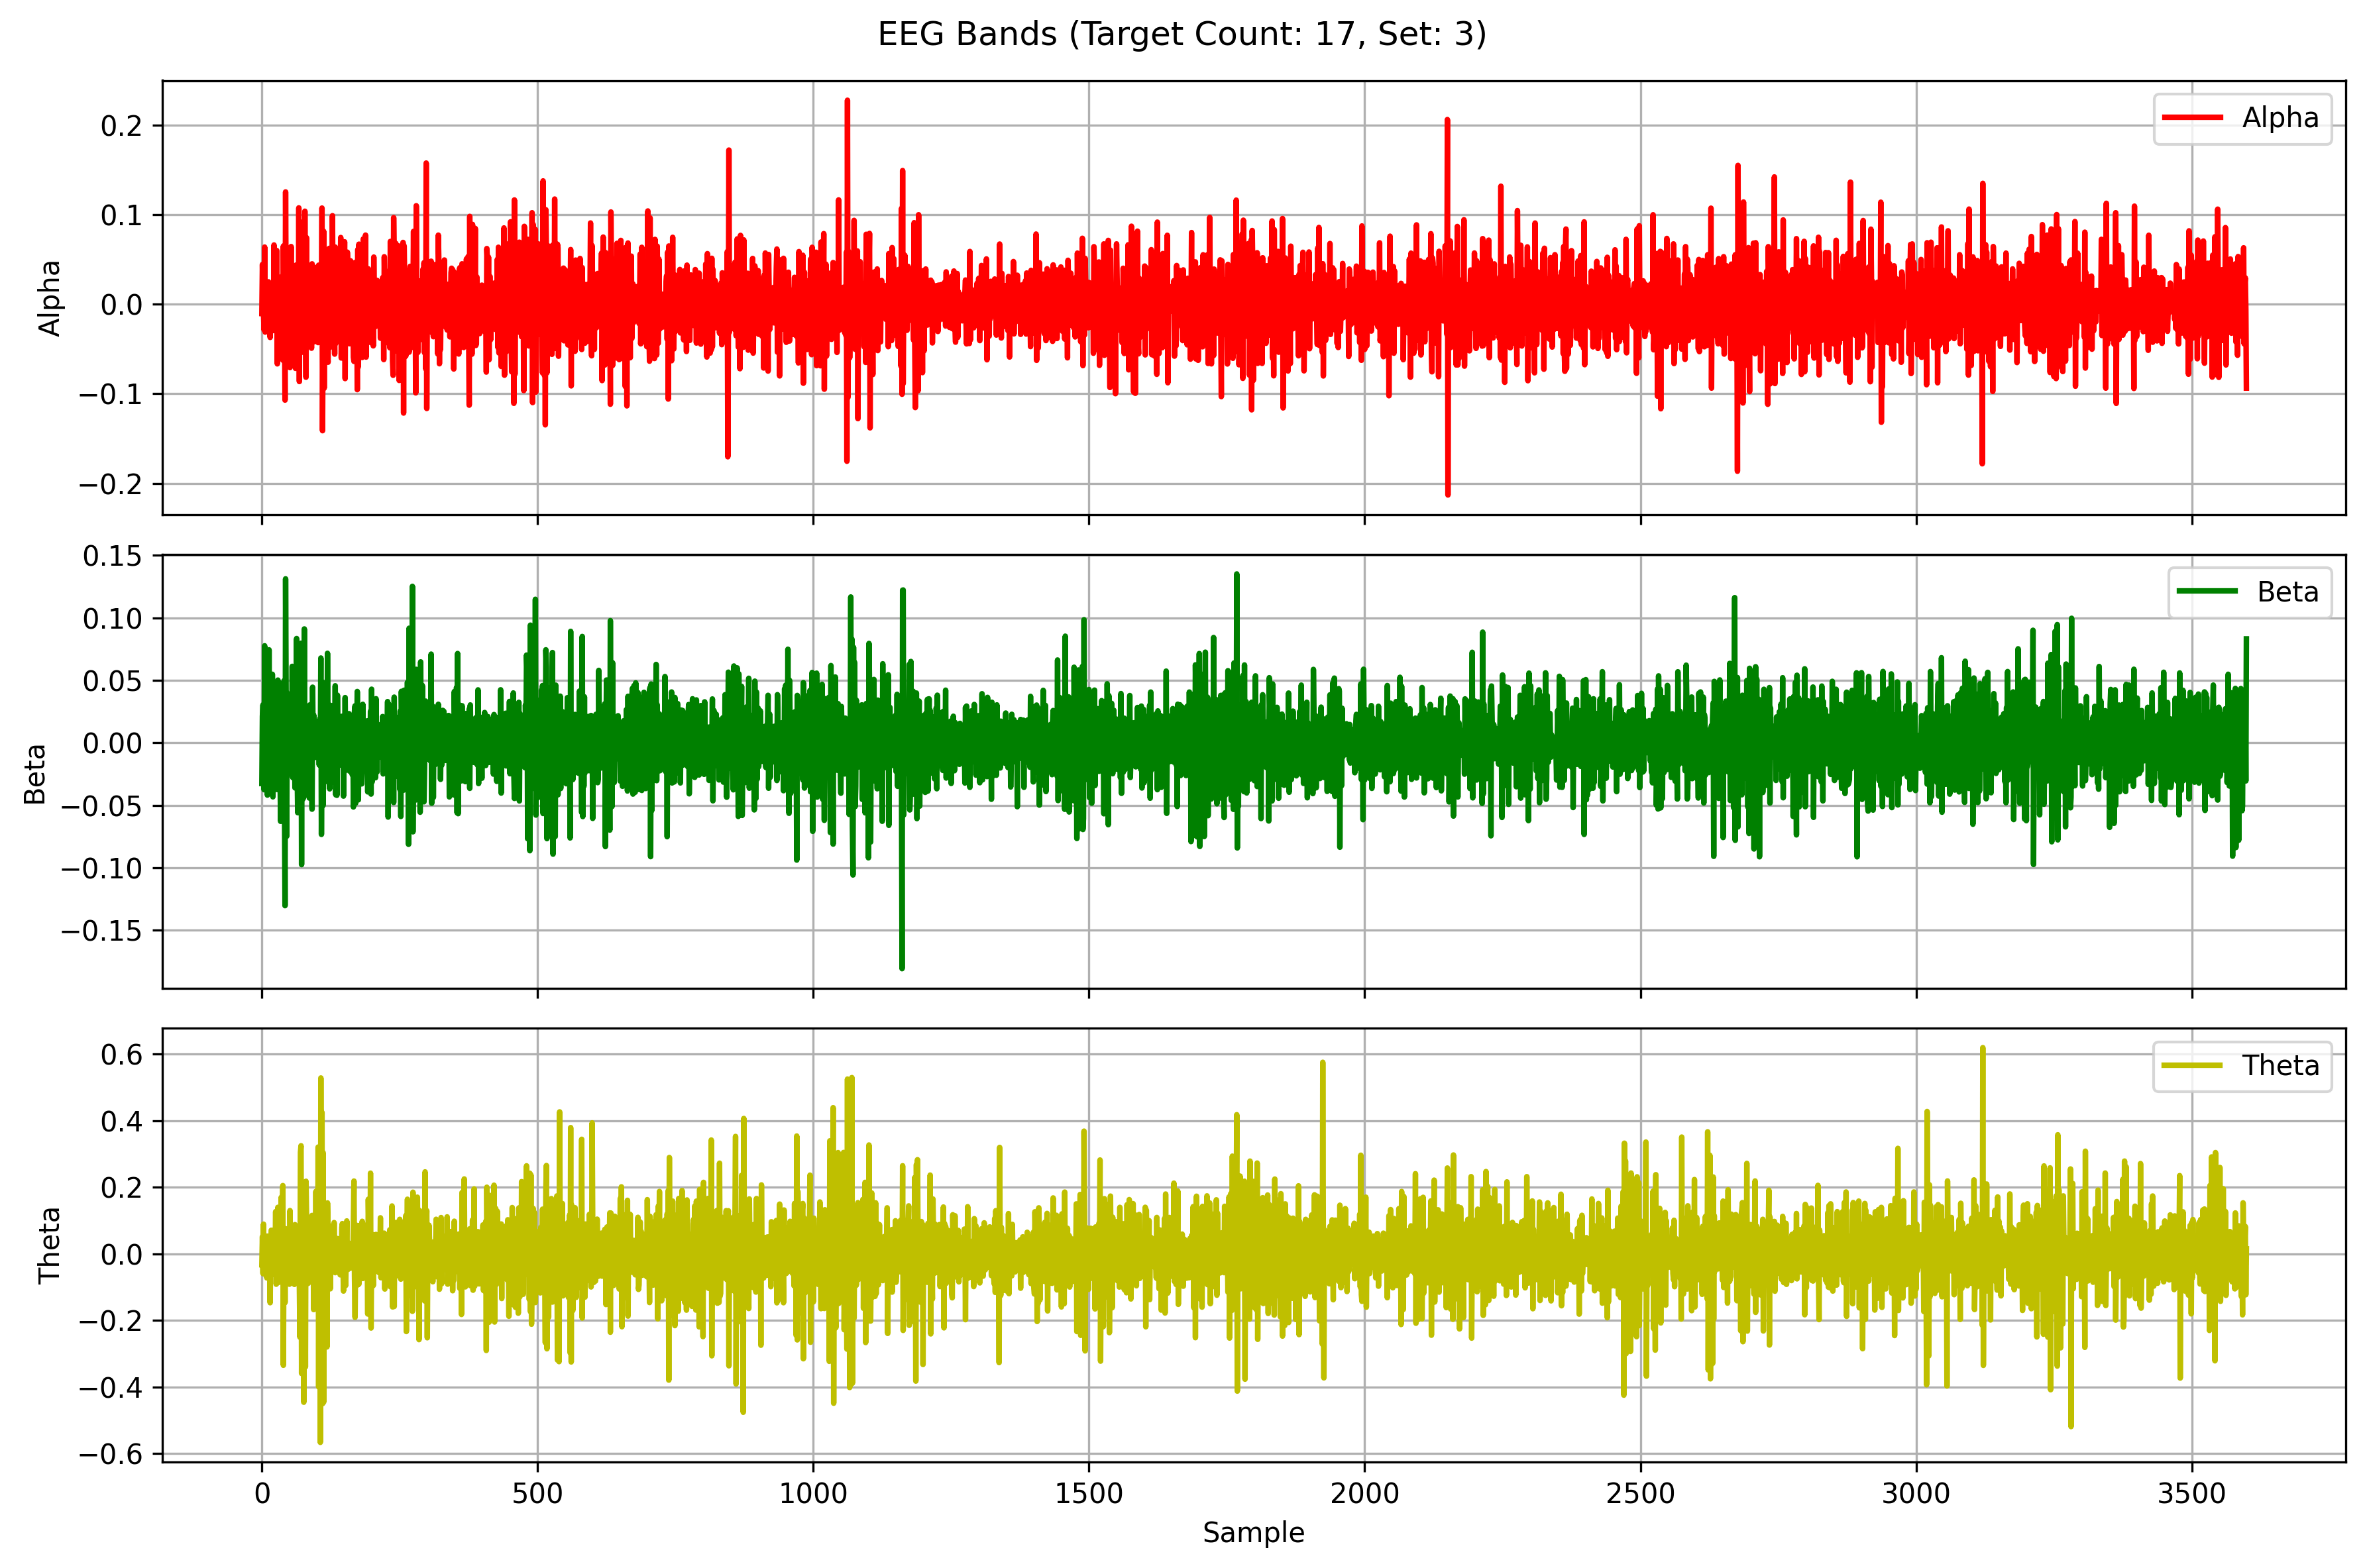 EEG Bands (Target Count: 17, Set: 3)
0.2
0.1
0.0
−0.1
−0.2
Alpha
Alpha
0.15
0.10
0.05
0.00
−0.05
−0.10
−0.15
Beta
Beta
0.6
0.4
0.2
0.0
−0.2
−0.4
−0.6
Theta
Theta
0 500 1000 1500 2000 2500 3000 3500
Sample